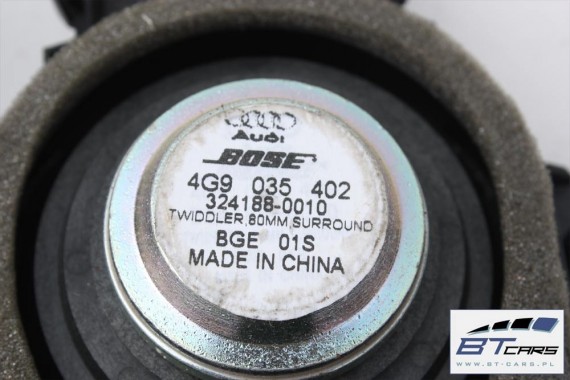 Audi
BOSE
4G9 035 402
324188-0010
TWIDDLER,80MM,SURROUND
BGE 01S
MADE IN CHINA
BT CARS
WWW.BT-CARS.PL